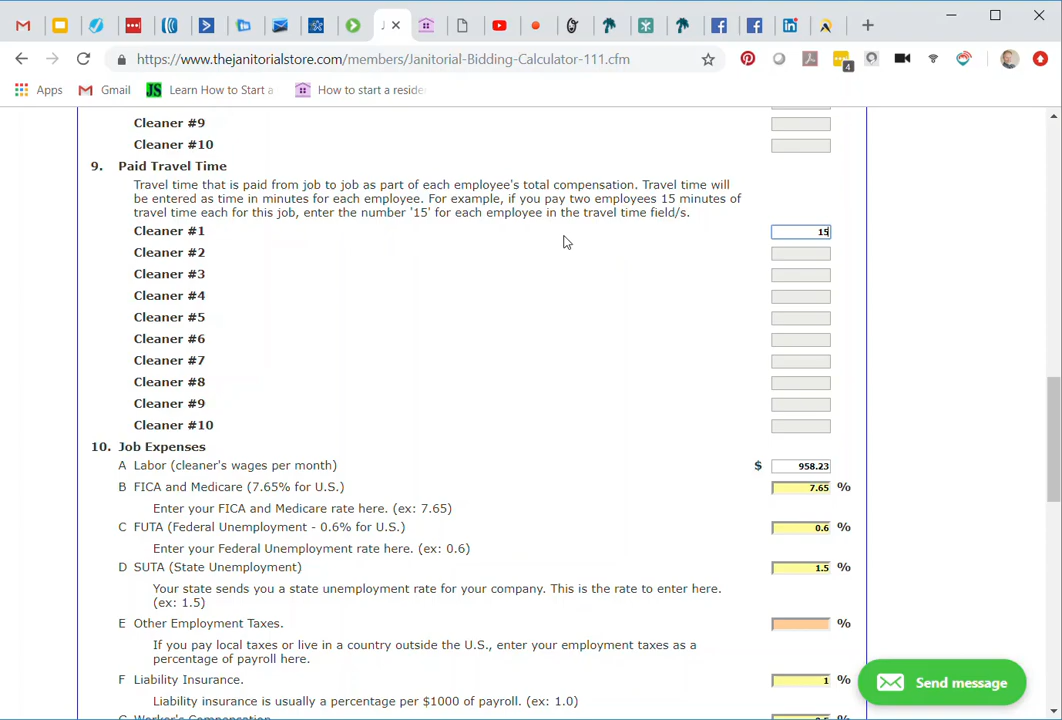 4
https://www.thejanitorialstore.com/members/Janitorial-Bidding-Calculator-111.cfm
Apps
Gmail
JS
Learn How to Start a
How to start a reside
Cleaner #9
Cleaner #10
9. Paid Travel Time
Travel time that is paid from job to job as part of each employee's total compensation. Travel time will
be entered as time in minutes for each employee. For example, if you pay two employees 15 minutes of
travel time each for this job, enter the number '15' for each employee in the travel time field/s.
Cleaner #1 15
Cleaner #2
Cleaner #3
Cleaner #4
Cleaner #5
Cleaner #6
Cleaner #7
Cleaner #8
Cleaner #9
Cleaner #10
10. Job Expenses
A Labor (cleaner's wages per month) $ 958.23
B FICA and Medicare (7.65% for U.S.) 7.65 %
Enter your FICA and Medicare rate here. (ex: 7.65)
C FUTA (Federal Unemployment - 0.6% for U.S.) 0.6 %
Enter your Federal Unemployment rate here. (ex: 0.6)
D SUTA (State Unemployment) 1.5 %
Your state sends you a state unemployment rate for your company. This is the rate to enter here.
(ex: 1.5)
E Other Employment Taxes. %
If you pay local taxes or live in a country outside the U.S., enter your employment taxes as a
percentage of payroll here.
F Liability Insurance. 1 %
Liability insurance is usually a percentage per $1000 of payroll. (ex: 1.0)
Send message